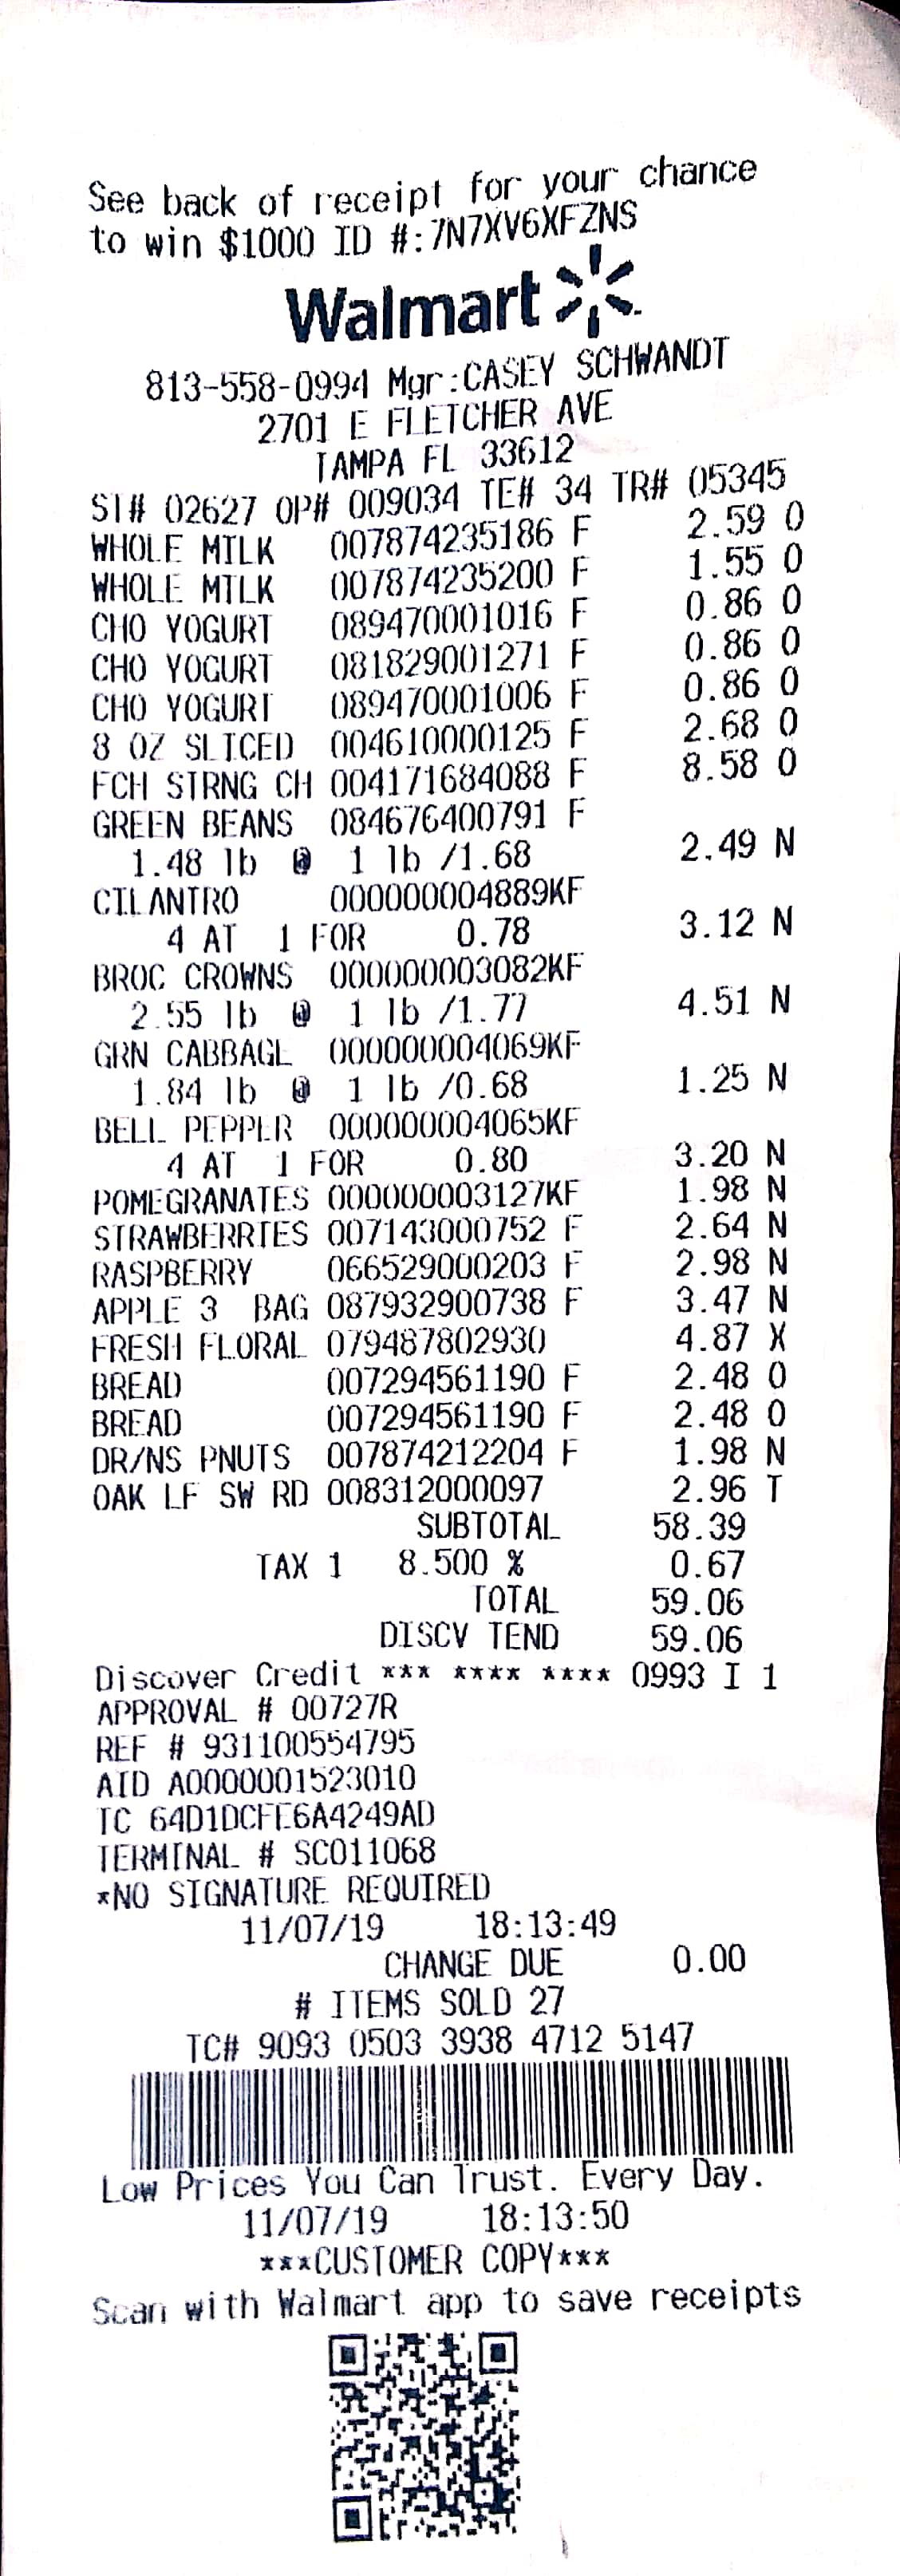 See back of receipt for your chance
to win $1000 ID #:7N7XV6XFZNS
Walmart
813-558-0994 Mgr:CASEY SCHWANDT
2701 E FLETCHER AVE
TAMPA FL 33612
ST# 02627 OP# 009034 TE# 34 TR# 05345
WHOLE MILK 007874235186 F 2.59 O
WHOLE MILK 007874235200 F 1.55 O
CHO YOGURT 089470001016 F 0.86 O
CHO YOGURT 081829001271 F 0.86 O
CHO YOGURT 089470001006 F 0.86 O
8 OZ SLICED 004610000125 F 2.68 O
FCH STRNG CH 004171684088 F 8.58 O
GREEN BEANS 084676400791 F
1.48 lb @ 1 lb /1.68 2.49 N
CILANTRO 000000004889KF
4 AT 1 FOR 0.78 3.12 N
BROC CROWNS 000000003082KF
2.55 lb @ 1 lb /1.77 4.51 N
GRN CABBAGE 000000004069KF
1.84 lb @ 1 lb /0.68 1.25 N
BELL PEPPER 000000004065KF
4 AT 1 FOR 0.80 3.20 N
POMEGRANATES 000000003127KF 1.98 N
STRAWBERRIES 007143000752 F 2.64 N
RASPBERRY 066529000203 F 2.98 N
APPLE 3 BAG 087932900738 F 3.47 N
FRESH FLORAL 079487802930 4.87 X
BREAD 007294561190 F 2.48 O
BREAD 007294561190 F 2.48 O
DR/NS PNUTS 007874212204 F 1.98 N
OAK LF SW RD 008312000097 2.96 T
SUBTOTAL 58.39
TAX 1 8.500 % 0.67
TOTAL 59.06
DISCV TEND 59.06
Discover Credit *** **** **** 0993 I 1
APPROVAL # 00727R
REF # 931100554795
AID A0000001523010
TC 64D1DCFE6A4249AD
TERMINAL # SC011068
*NO SIGNATURE REQUIRED
11/07/19 18:13:49
CHANGE DUE 0.00
# ITEMS SOLD 27
TC# 9093 0503 3938 4712 5147
Low Prices You Can Trust. Every Day.
11/07/19 18:13:50
***CUSTOMER COPY***
Scan with Walmart app to save receipts